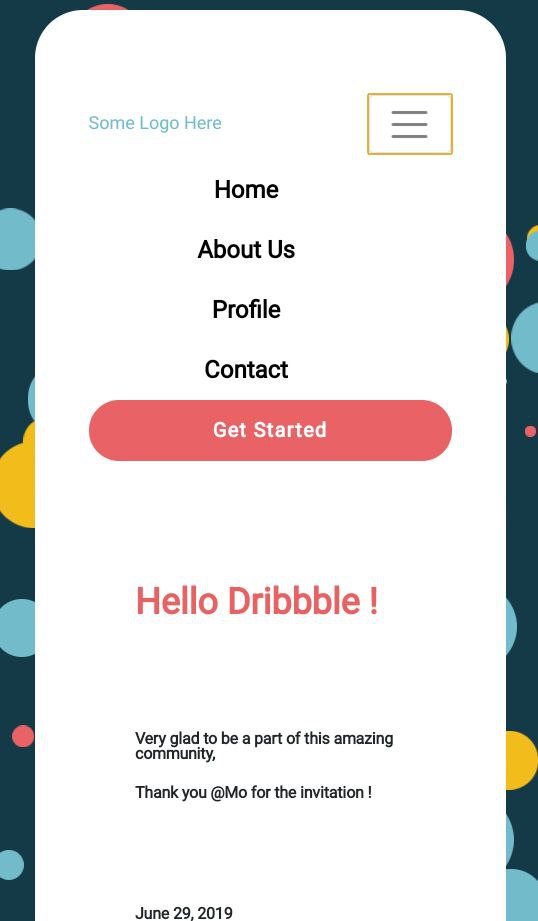 Some Logo Here
Home
About Us
Profile
Contact
Get Started
Hello Dribbble !
Very glad to be a part of this amazing
community,
Thank you @Mo for the invitation !
June 29, 2019